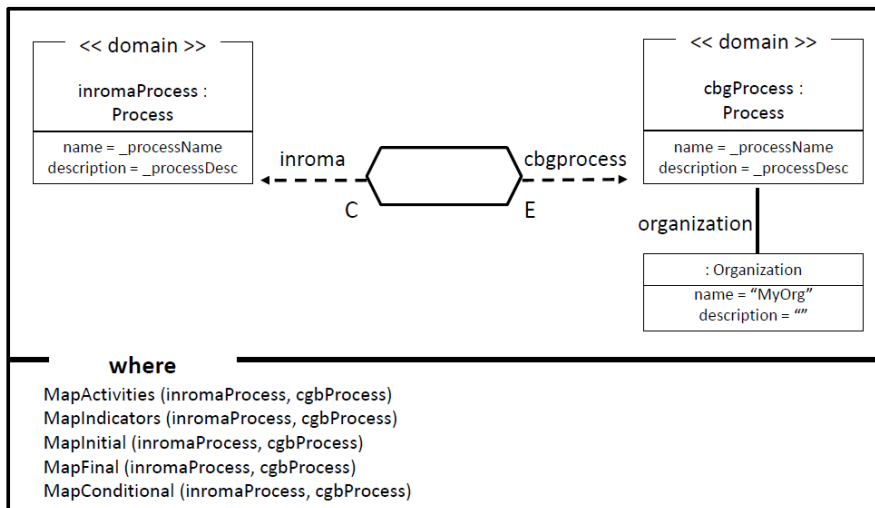 << domain >>
inromaProcess :
Process
name = _processName
description = _processDesc
inroma
C
cbgprocess
E
<< domain >>
cbgProcess :
Process
name = _processName
description = _processDesc
organization
: Organization
name = “MyOrg”
description = “”
where
MapActivities (inromaProcess, cgbProcess)
MapIndicators (inromaProcess, cgbProcess)
MapInitial (inromaProcess, cgbProcess)
MapFinal (inromaProcess, cgbProcess)
MapConditional (inromaProcess, cgbProcess)